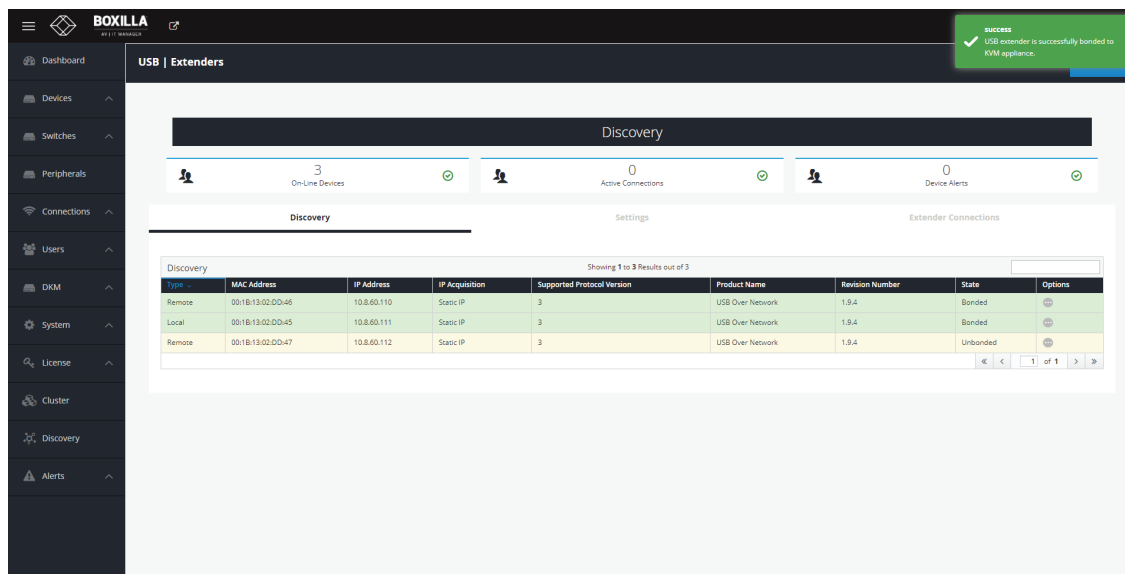 BOXILLA
AV | IT MANAGER
success
USB extender is successfully bonded to
KVM appliance.
USB | Extenders
Dashboard
Devices
Switches
Peripherals
Connections
Users
DKM
System
License
Cluster
Discovery
Alerts
Discovery
3
On-Line Devices
0
Active Connections
0
Device Alerts
Discovery Settings Extender Connections
Discovery Showing 1 to 3 Results out of 3
Type MAC Address IP Address IP Acquisition Supported Protocol Version Product Name Revision Number State Options
Remote 00:1B:13:02:DD:46 10.8.60.110 Static IP 3 USB Over Network 1.9.4 Bonded
Local 00:1B:13:02:DD:45 10.8.60.111 Static IP 3 USB Over Network 1.9.4 Bonded
Remote 00:1B:13:02:DD:47 10.8.60.112 Static IP 3 USB Over Network 1.9.4 Unbonded
1 of 1